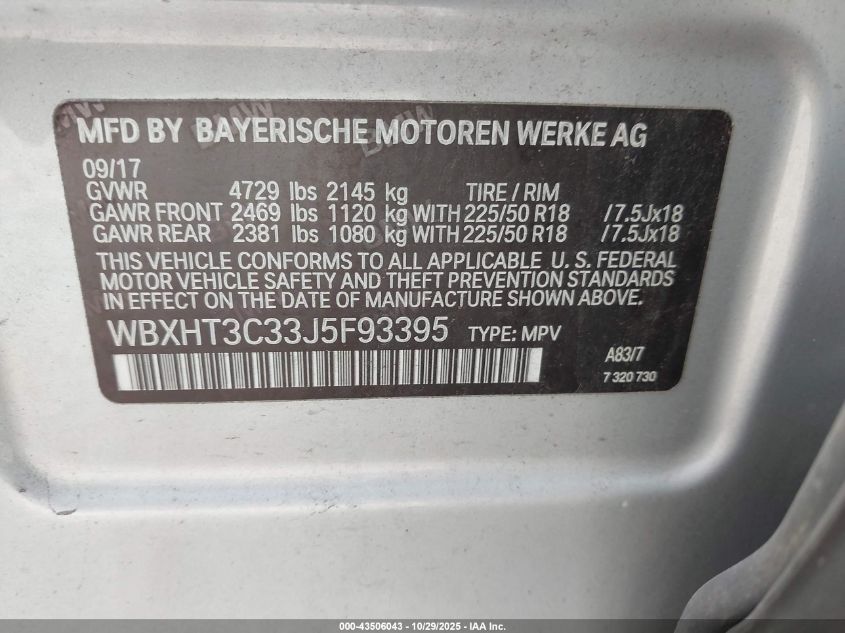 MFD BY BAYERISCHE MOTOREN WERKE AG
09/17
GVWR 4729 lbs 2145 kg TIRE / RIM
GAWR FRONT 2469 lbs 1120 kg WITH 225/50 R18 /7.5Jx18
GAWR REAR 2381 lbs 1080 kg WITH 225/50 R18 /7.5Jx18
THIS VEHICLE CONFORMS TO ALL APPLICABLE U. S. FEDERAL
MOTOR VEHICLE SAFETY AND THEFT PREVENTION STANDARDS
IN EFFECT ON THE DATE OF MANUFACTURE SHOWN ABOVE.
WBXHT3C33J5F93395 TYPE: MPV
A83/7
7 320 730
000-43506043 / 10/29/2025 - IAA Inc.